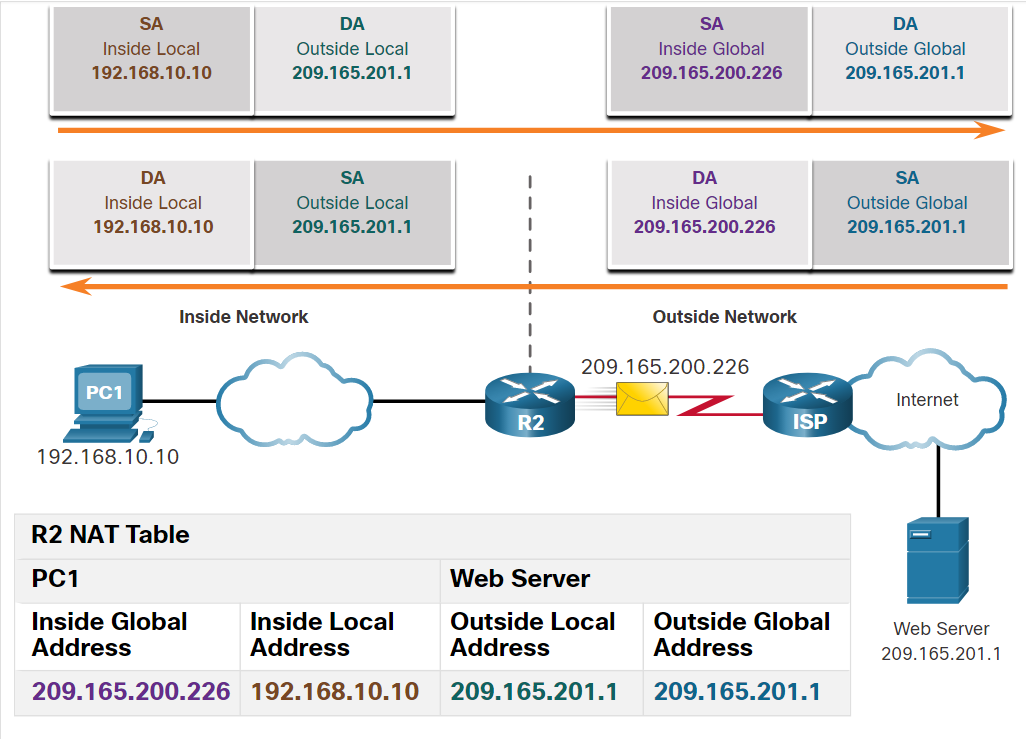 SA
Inside Local
192.168.10.10
DA
Outside Local
209.165.201.1
SA
Inside Global
209.165.200.226
DA
Outside Global
209.165.201.1
DA
Inside Local
192.168.10.10
SA
Outside Local
209.165.201.1
DA
Inside Global
209.165.200.226
SA
Outside Global
209.165.201.1
Inside Network
Outside Network
PC1
192.168.10.10
R2
209.165.200.226
ISP
Internet
Web Server
209.165.201.1
R2 NAT Table
PC1
Web Server
Inside Global
Address
Inside Local
Address
Outside Local
Address
Outside Global
Address
209.165.200.226
192.168.10.10
209.165.201.1
209.165.201.1